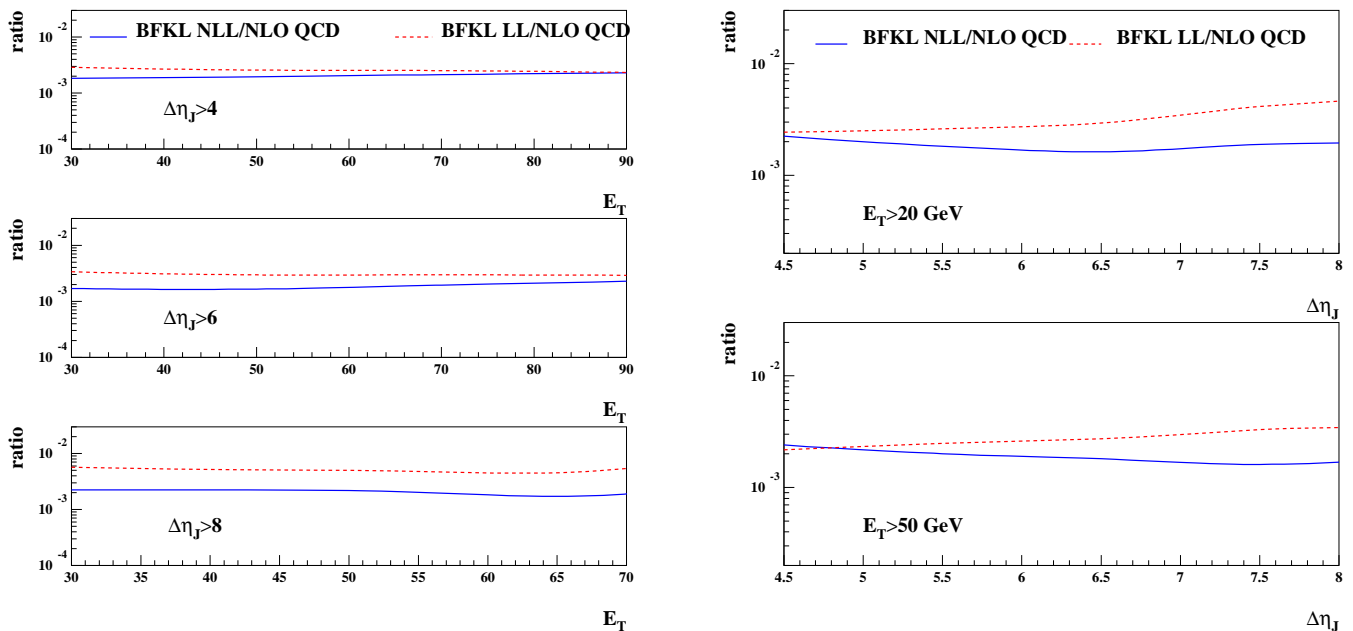 ratio
10 -2
BFKL NLL/NLO QCD
BFKL LL/NLO QCD
10 -3
Δη_J>4
10 -4
30 40 50 60 70 80 90
E_T
ratio
10 -2
10 -3
Δη_J>6
10 -4
30 40 50 60 70 80 90
E_T
ratio
10 -2
10 -3
Δη_J>8
10 -4
30 35 40 45 50 55 60 65 70
E_T
ratio
BFKL NLL/NLO QCD
BFKL LL/NLO QCD
10 -2
10 -3
E_T>20 GeV
4.5 5 5.5 6 6.5 7 7.5 8
Δη_J
ratio
10 -2
10 -3
E_T>50 GeV
4.5 5 5.5 6 6.5 7 7.5 8
Δη_J